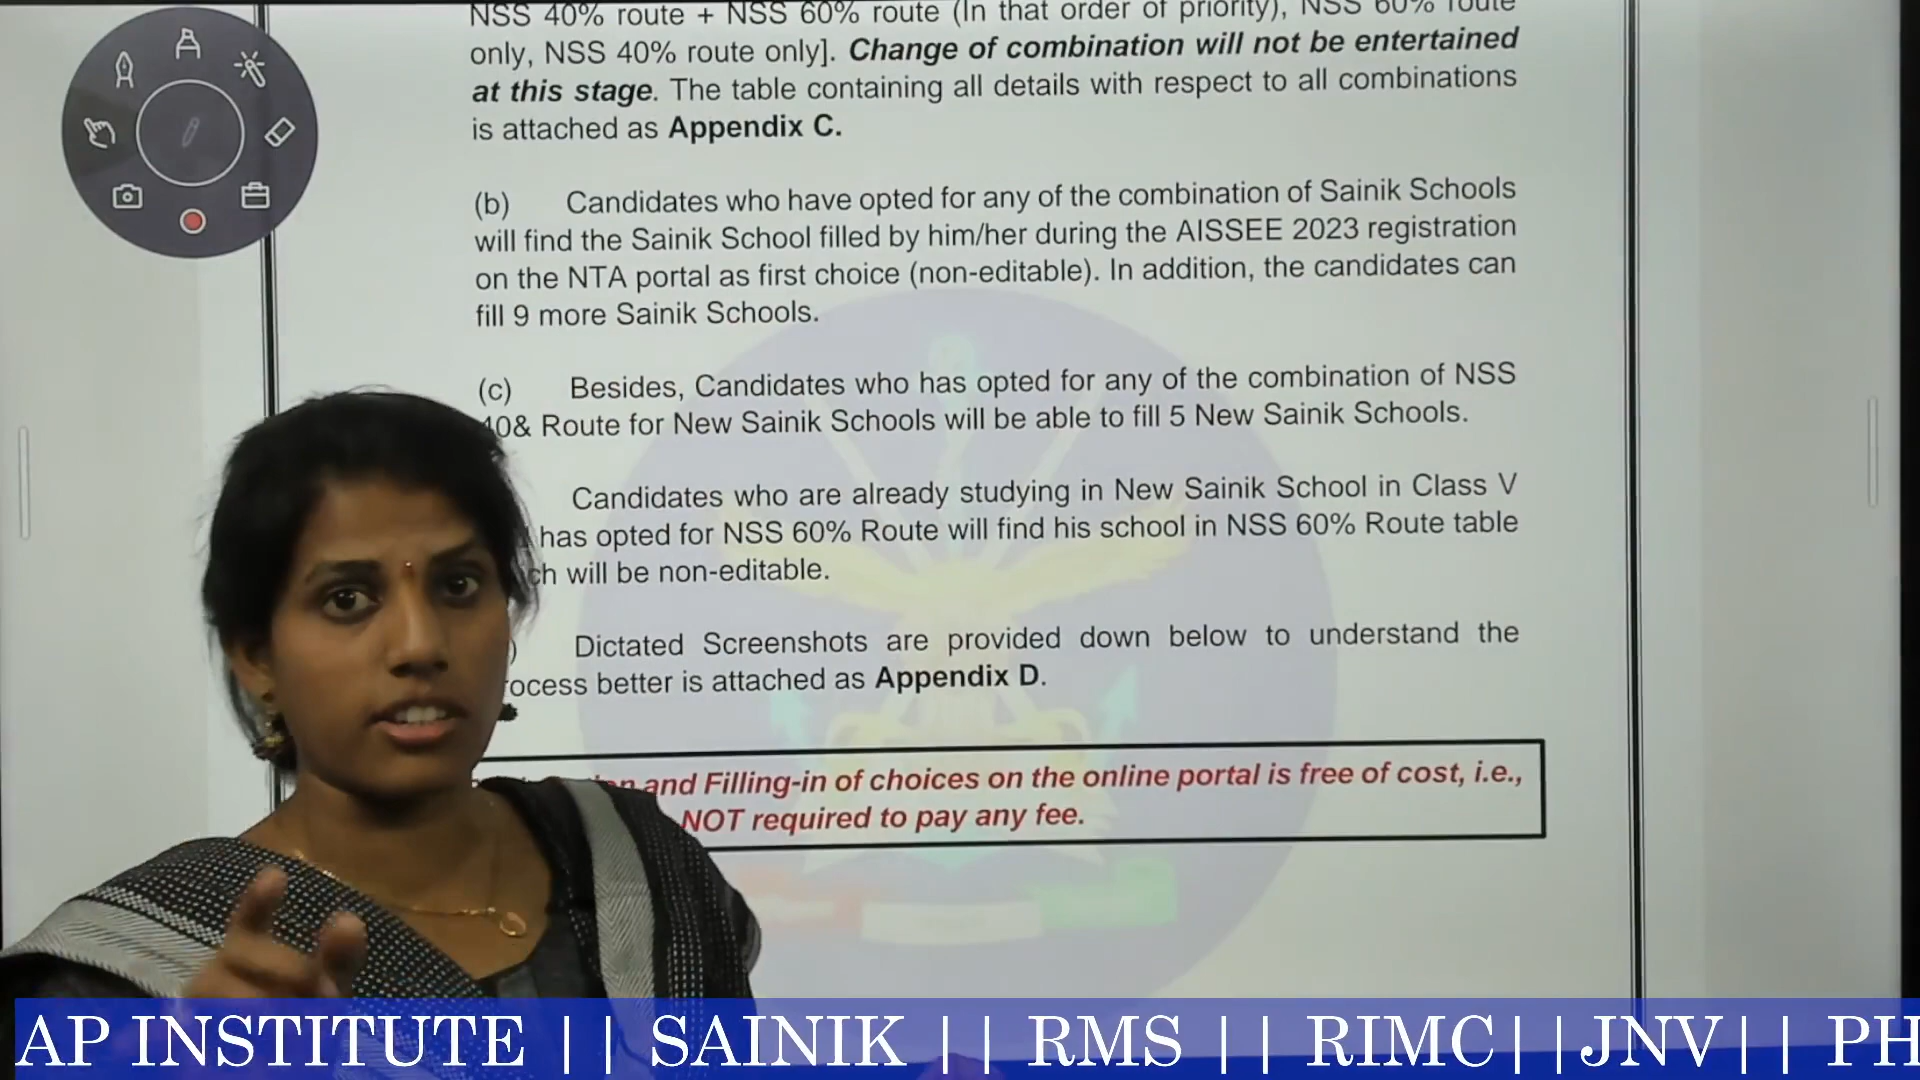 NSS 40% route + NSS 60% route (In that order of priority), NSS 60% route
only, NSS 40% route only]. Change of combination will not be entertained
at this stage. The table containing all details with respect to all combinations
is attached as Appendix C.
(b) Candidates who have opted for any of the combination of Sainik Schools
will find the Sainik School filled by him/her during the AISSEE 2023 registration
on the NTA portal as first choice (non-editable). In addition, the candidates can
fill 9 more Sainik Schools.
(c) Besides, Candidates who has opted for any of the combination of NSS
40& Route for New Sainik Schools will be able to fill 5 New Sainik Schools.
Candidates who are already studying in New Sainik School in Class V
has opted for NSS 60% Route will find his school in NSS 60% Route table
will be non-editable.
Dictated Screenshots are provided down below to understand the
better is attached as Appendix D.
and Filling-in of choices on the online portal is free of cost, i.e.,
NOT required to pay any fee.
AP INSTITUTE || SAINIK || RMS || RIMC||JNV|| PH